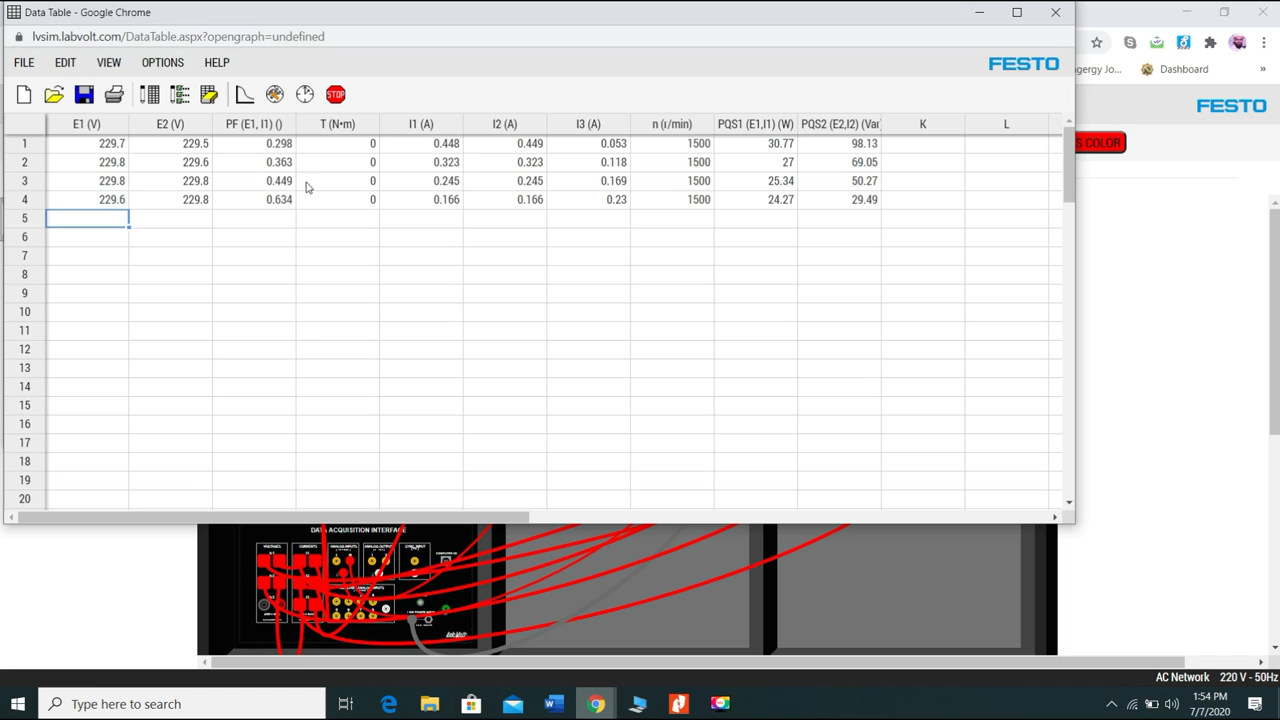 Data Table - Google Chrome
lvsim.labvolt.com/DataTable.aspx?opengraph=undefined
FILE EDIT VIEW OPTIONS HELP
FESTO
STOP
E1 (V) E2 (V) PF (E1, I1) () T (N•m) I1 (A) I2 (A) I3 (A) n (r/min) PQS1 (E1,I1) (W) PQS2 (E2,I2) (Var K L
1 229.7 229.5 0.298 0 0.448 0.449 0.053 1500 30.77 98.13
2 229.8 229.6 0.363 0 0.323 0.323 0.118 1500 27 69.05
3 229.8 229.8 0.449 0 0.245 0.245 0.169 1500 25.34 50.27
4 229.6 229.8 0.634 0 0.166 0.166 0.23 1500 24.27 29.49
5
6
7
8
9
10
11
12
13
14
15
16
17
18
19
20
ngergy Jo... Dashboard
FESTO
S COLOR
DATA ACQUISITION INTERFACE
VOLTAGES CURRENTS
AC Network 220 V - 50Hz
Type here to search
1:54 PM
7/7/2020